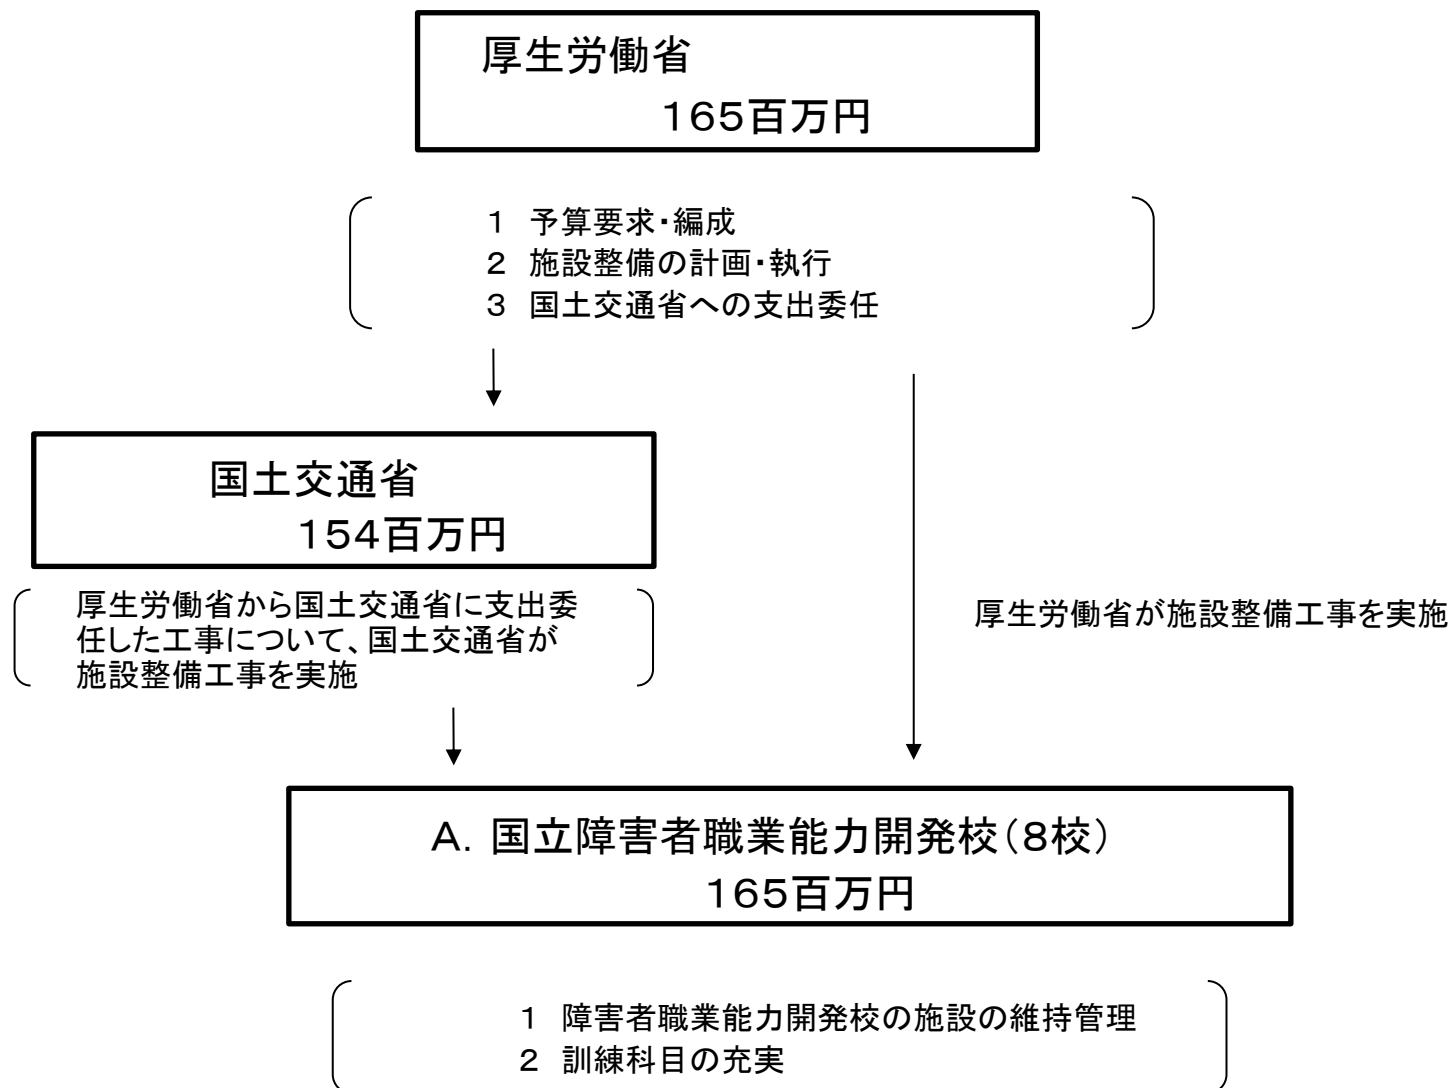 厚生労働省
165百万円
1 予算要求・編成
2 施設整備の計画・執行
3 国土交通省への支出委任
国土交通省
154百万円
厚生労働省から国土交通省に支出委
任した工事について、国土交通省が
施設整備工事を実施
厚生労働省が施設整備工事を実施
A. 国立障害者職業能力開発校（8校）
165百万円
1 障害者職業能力開発校の施設の維持管理
2 訓練科目の充実